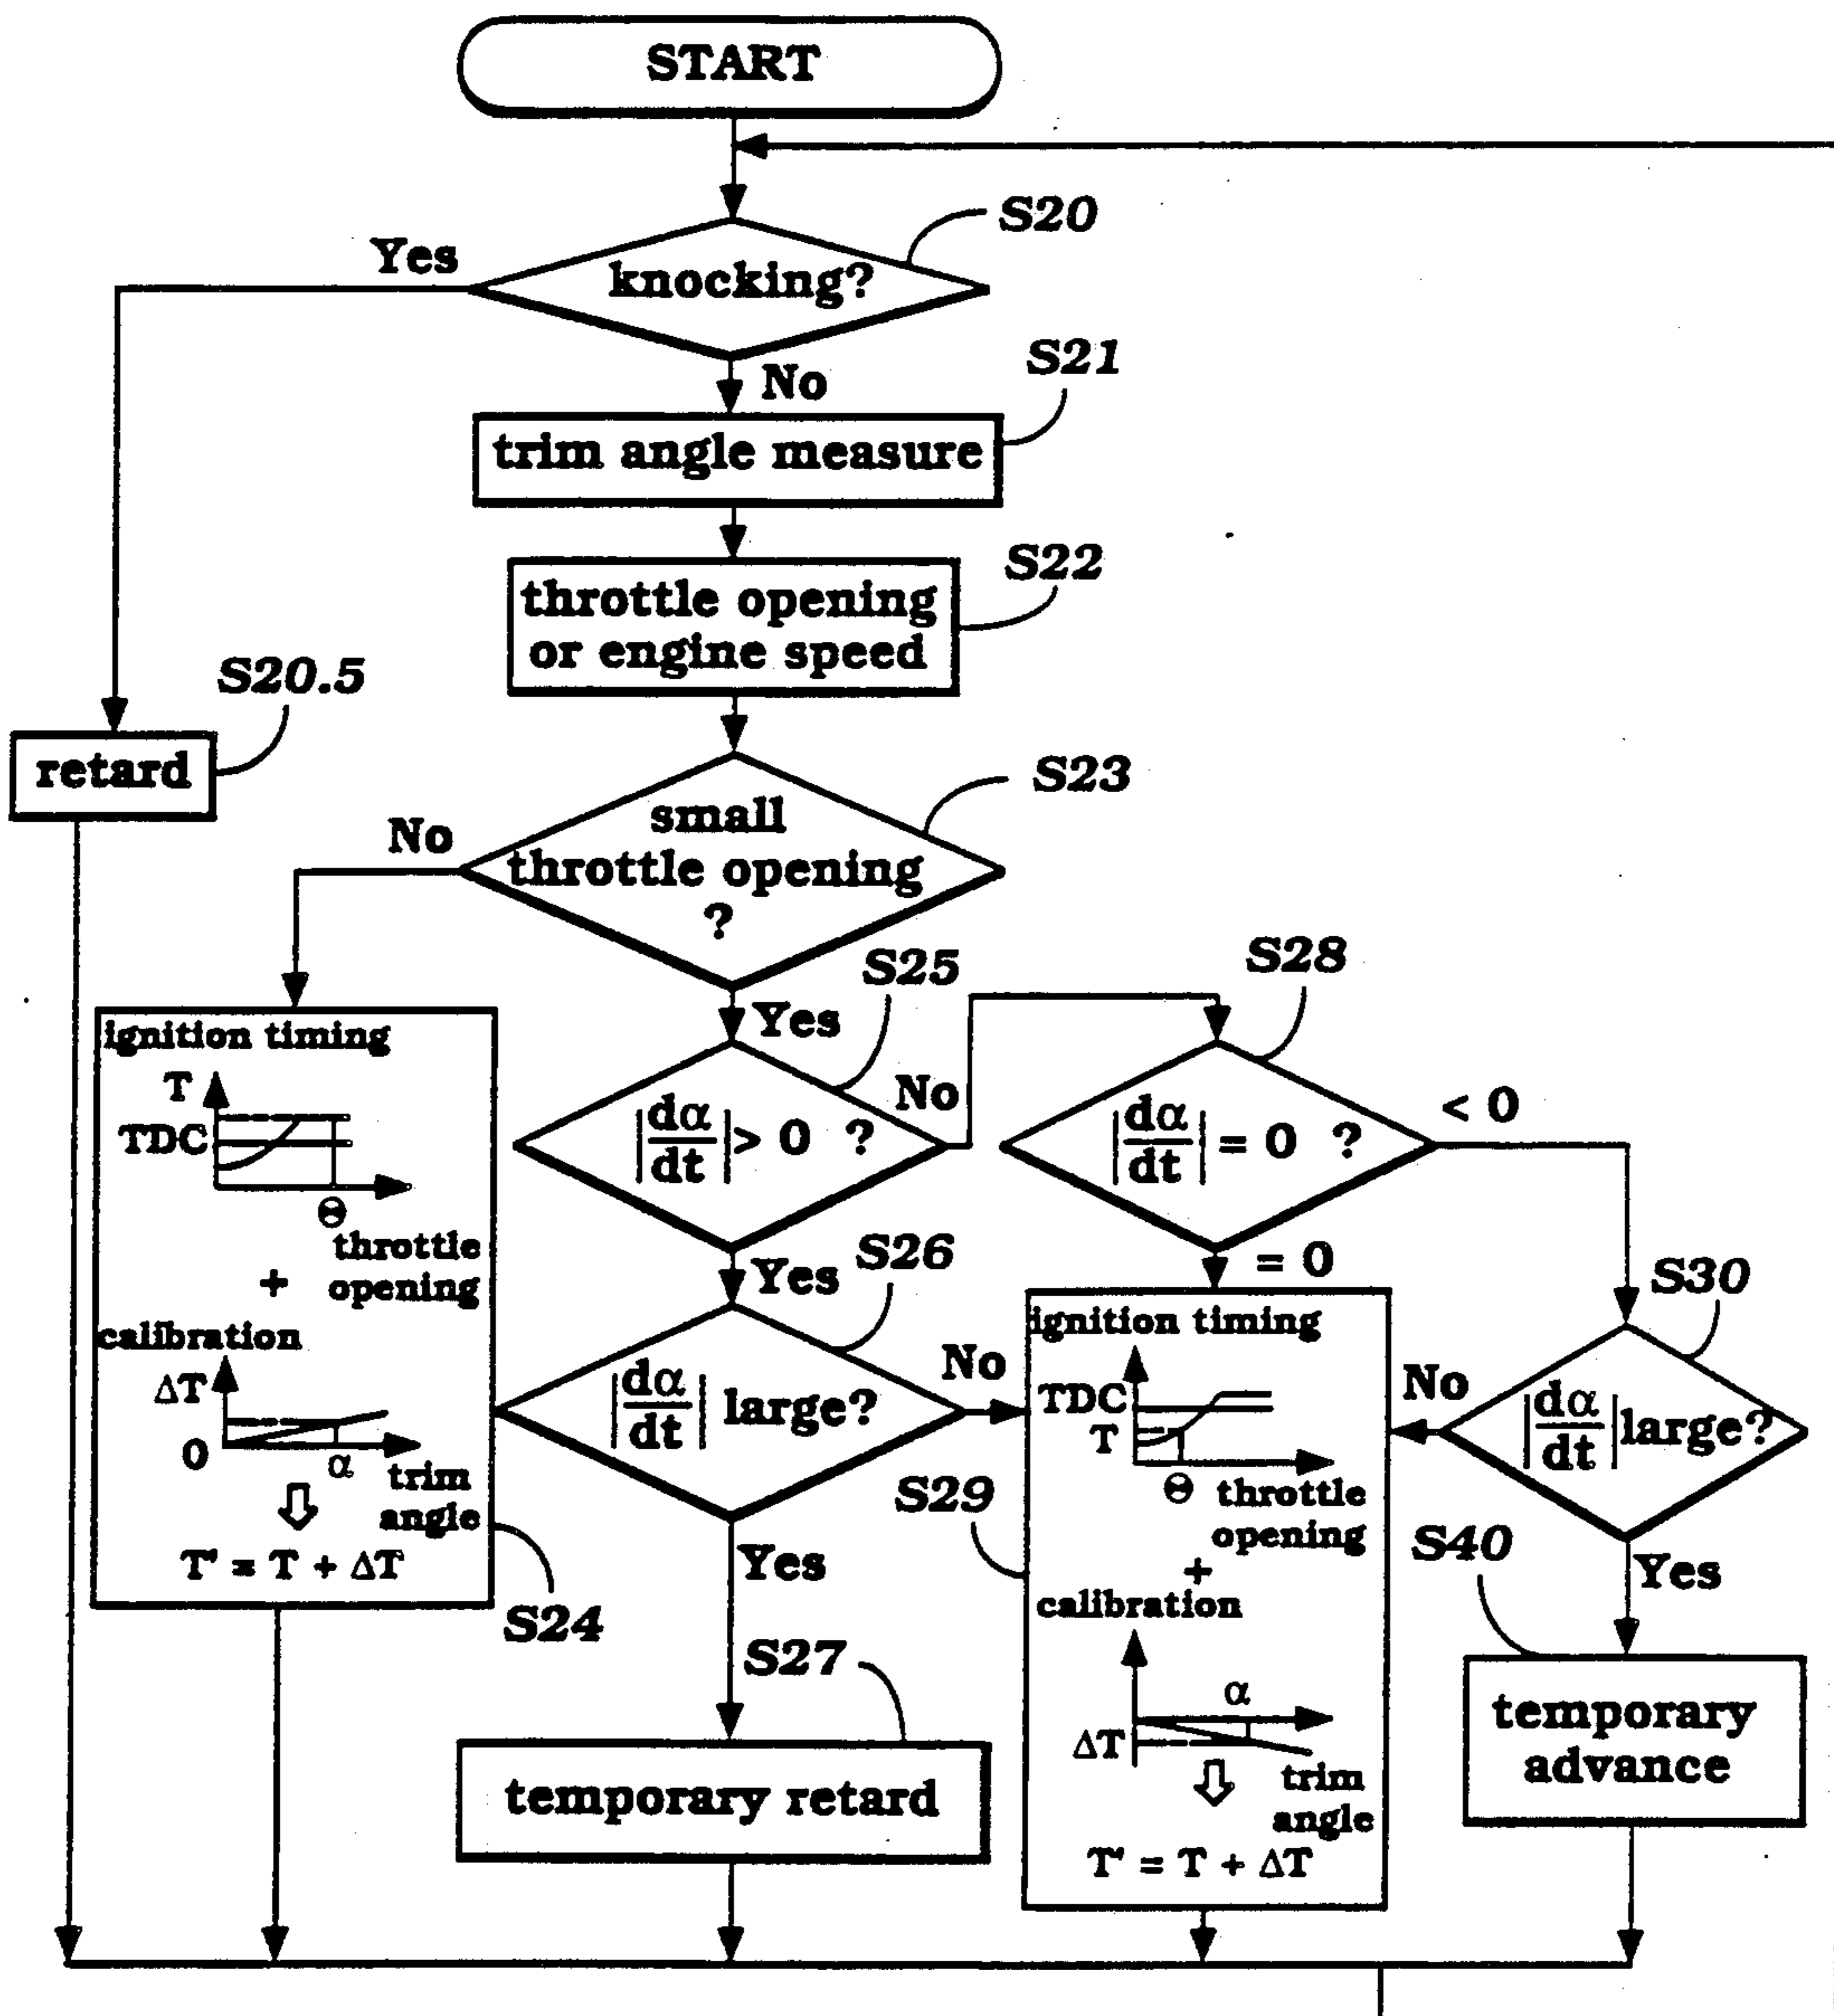 START
S20
Yes
knocking?
S21
No
trim angle measure
S22
throttle opening
or engine speed
S20.5
retard
S23
small
No
throttle opening
?
S25
S28
Yes
ignition timing
T
TDC
Θ
throttle
opening
+
calibration
ΔT
0
α
trim
angle
T' = T + ΔT
S24
|dα/dt| > 0 ?
No
|dα/dt| = 0 ?
< 0
Yes
S26
= 0
S30
|dα/dt| large?
No
ignition timing
TDC
T
Θ
throttle
opening
+
calibration
α
ΔT
trim
angle
T' = T + ΔT
S29
No
|dα/dt| large?
S40
Yes
Yes
S27
temporary retard
temporary
advance